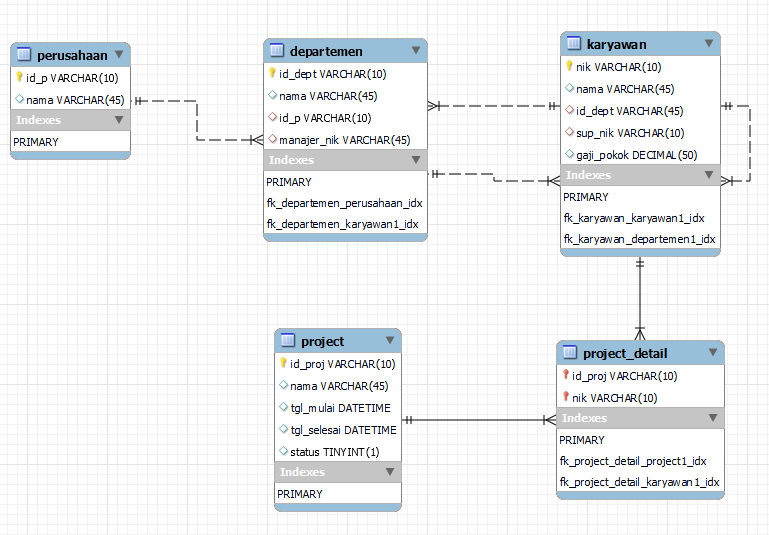 perusahaan
id_p VARCHAR(10)
nama VARCHAR(45)
Indexes
PRIMARY
departemen
id_dept VARCHAR(10)
nama VARCHAR(45)
id_p VARCHAR(10)
manajer_nik VARCHAR(45)
Indexes
PRIMARY
fk_departemen_perusahaan_idx
fk_departemen_karyawan1_idx
karyawan
nik VARCHAR(10)
nama VARCHAR(45)
id_dept VARCHAR(45)
sup_nik VARCHAR(10)
gaji_pokok DECIMAL(50)
Indexes
PRIMARY
fk_karyawan_karyawan1_idx
fk_karyawan_departemen1_idx
project
id_proj VARCHAR(10)
nama VARCHAR(45)
tgl_mulai DATETIME
tgl_selesai DATETIME
status TINYINT(1)
Indexes
PRIMARY
project_detail
id_proj VARCHAR(10)
nik VARCHAR(10)
Indexes
PRIMARY
fk_project_detail_project1_idx
fk_project_detail_karyawan1_idx